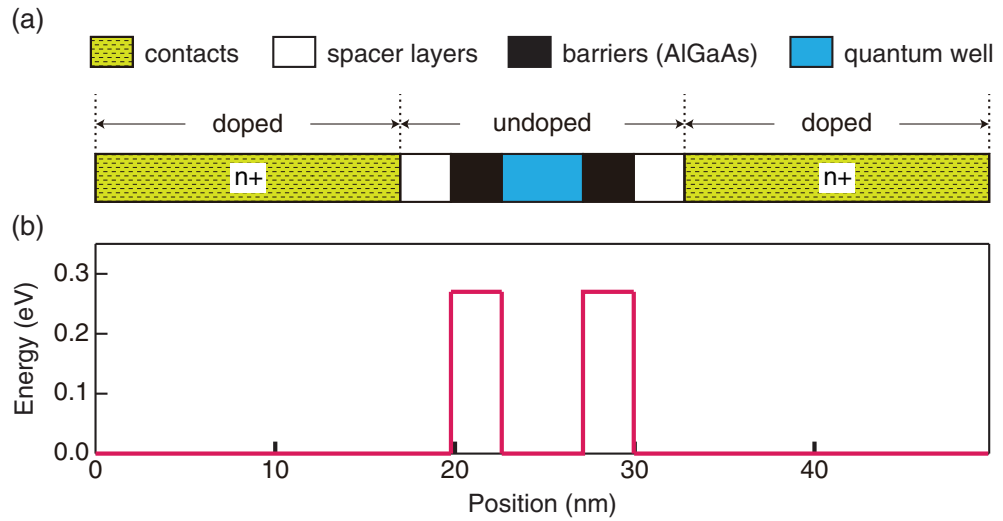 (a)
contacts
spacer layers
barriers (AlGaAs)
quantum well
doped
undoped
doped
n+
n+
(b)
Energy (eV)
0.3
0.2
0.1
0.0
0
10
20
30
40
Position (nm)